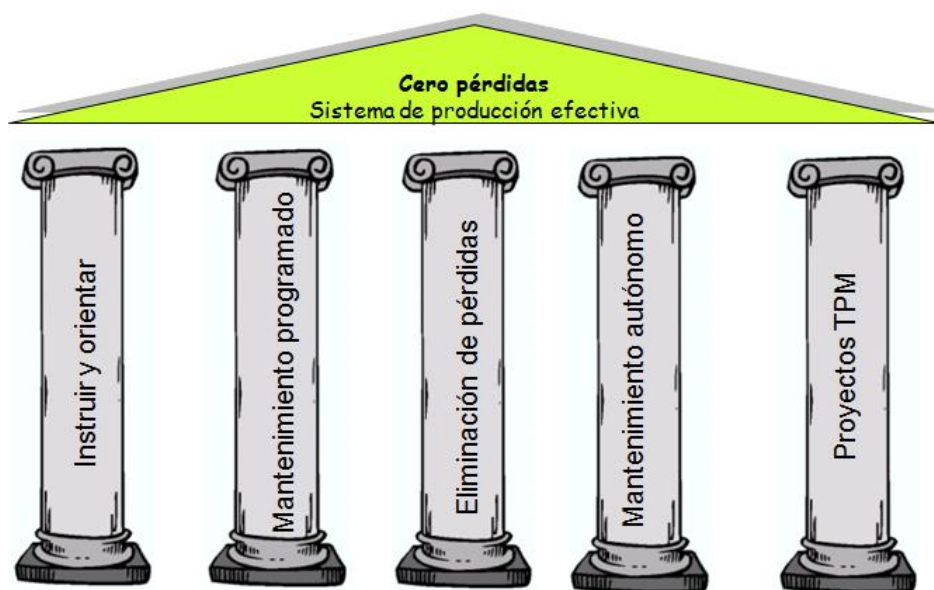 Cero pérdidas
Sistema de producción efectiva
Instruir y orientar
Mantenimiento programado
Eliminación de pérdidas
Mantenimiento autónomo
Proyectos TPM